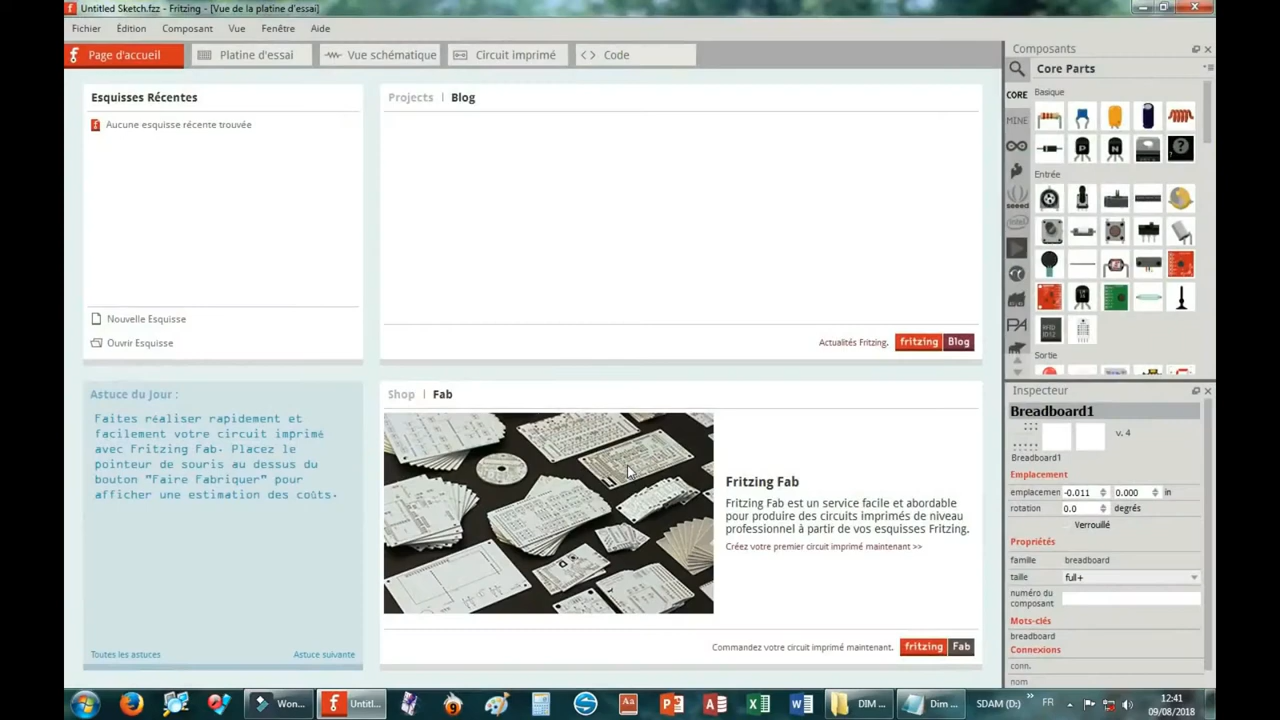 Untitled Sketch.fzz - Fritzing - [Vue de la platine d'essai]
Fichier Édition Composant Vue Fenêtre Aide
Page d'accueil Platine d'essai Vue schématique Circuit imprimé Code
Esquisses Récentes
Aucune esquisse récente trouvée
Nouvelle Esquisse
Ouvrir Esquisse
Projects | Blog
Actualités Fritzing. fritzing Blog
Astuce du jour :
Faites réaliser rapidement et
facilement votre circuit imprimé
avec Fritzing Fab. Placez le
pointeur de souris au dessus du
bouton "Faire Fabriquer" pour
afficher une estimation des coûts.
Toutes les astuces Astuce suivante
Shop | Fab
Fritzing Fab
Fritzing Fab est un service facile et abordable
pour produire des circuits imprimés de niveau
professionnel à partir de vos esquisses Fritzing.
Créez votre premier circuit imprimé maintenant >>
Commandez votre circuit imprimé maintenant. fritzing Fab
Composants
Core Parts
CORE
MINE
seeed
intel
PA
Basique
Entrée
Sortie
Inspecteur
Breadboard1
v. 4
Breadboard1
Emplacement
emplacemen -0.011 0.000 in
rotation 0.0 degrés
Verrouillé
Propriétés
famille breadboard
taille full+
numéro du
composant
Mots-clés
breadboard
Connexions
conn.
nom
Won... Untitl... DIM ... Dim ... SDAM (D:) » FR 12:41
09/08/2018